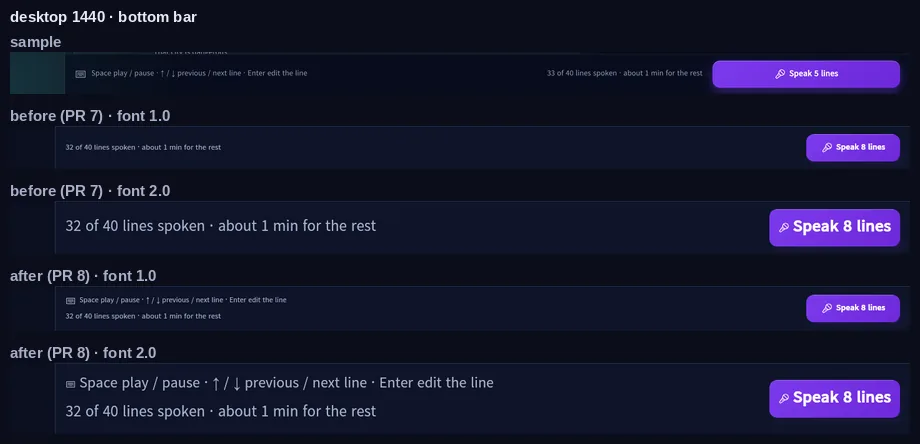 desktop 1440 · bottom bar
sample
Space play / pause · ↑ / ↓ previous / next line · Enter edit the line
33 of 40 lines spoken · about 1 min for the rest
Speak 5 lines
before (PR 7) · font 1.0
32 of 40 lines spoken · about 1 min for the rest
Speak 8 lines
before (PR 7) · font 2.0
32 of 40 lines spoken · about 1 min for the rest
Speak 8 lines
after (PR 8) · font 1.0
Space play / pause · ↑ / ↓ previous / next line · Enter edit the line
32 of 40 lines spoken · about 1 min for the rest
Speak 8 lines
after (PR 8) · font 2.0
Space play / pause · ↑ / ↓ previous / next line · Enter edit the line
32 of 40 lines spoken · about 1 min for the rest
Speak 8 lines